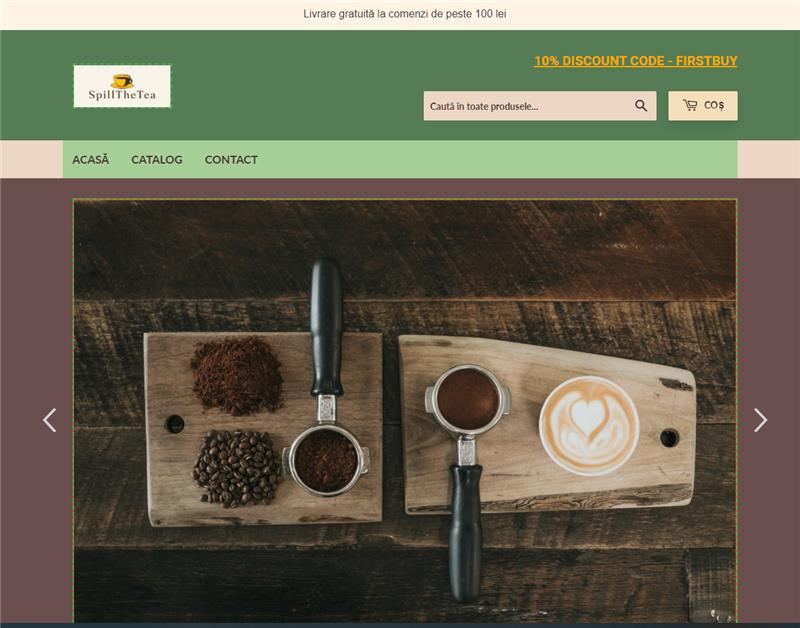 Livrare gratuită la comenzi de peste 100 lei
10% DISCOUNT CODE - FIRSTBUY
SpillTheTea
Caută în toate produsele...
COȘ
ACASĂ
CATALOG
CONTACT